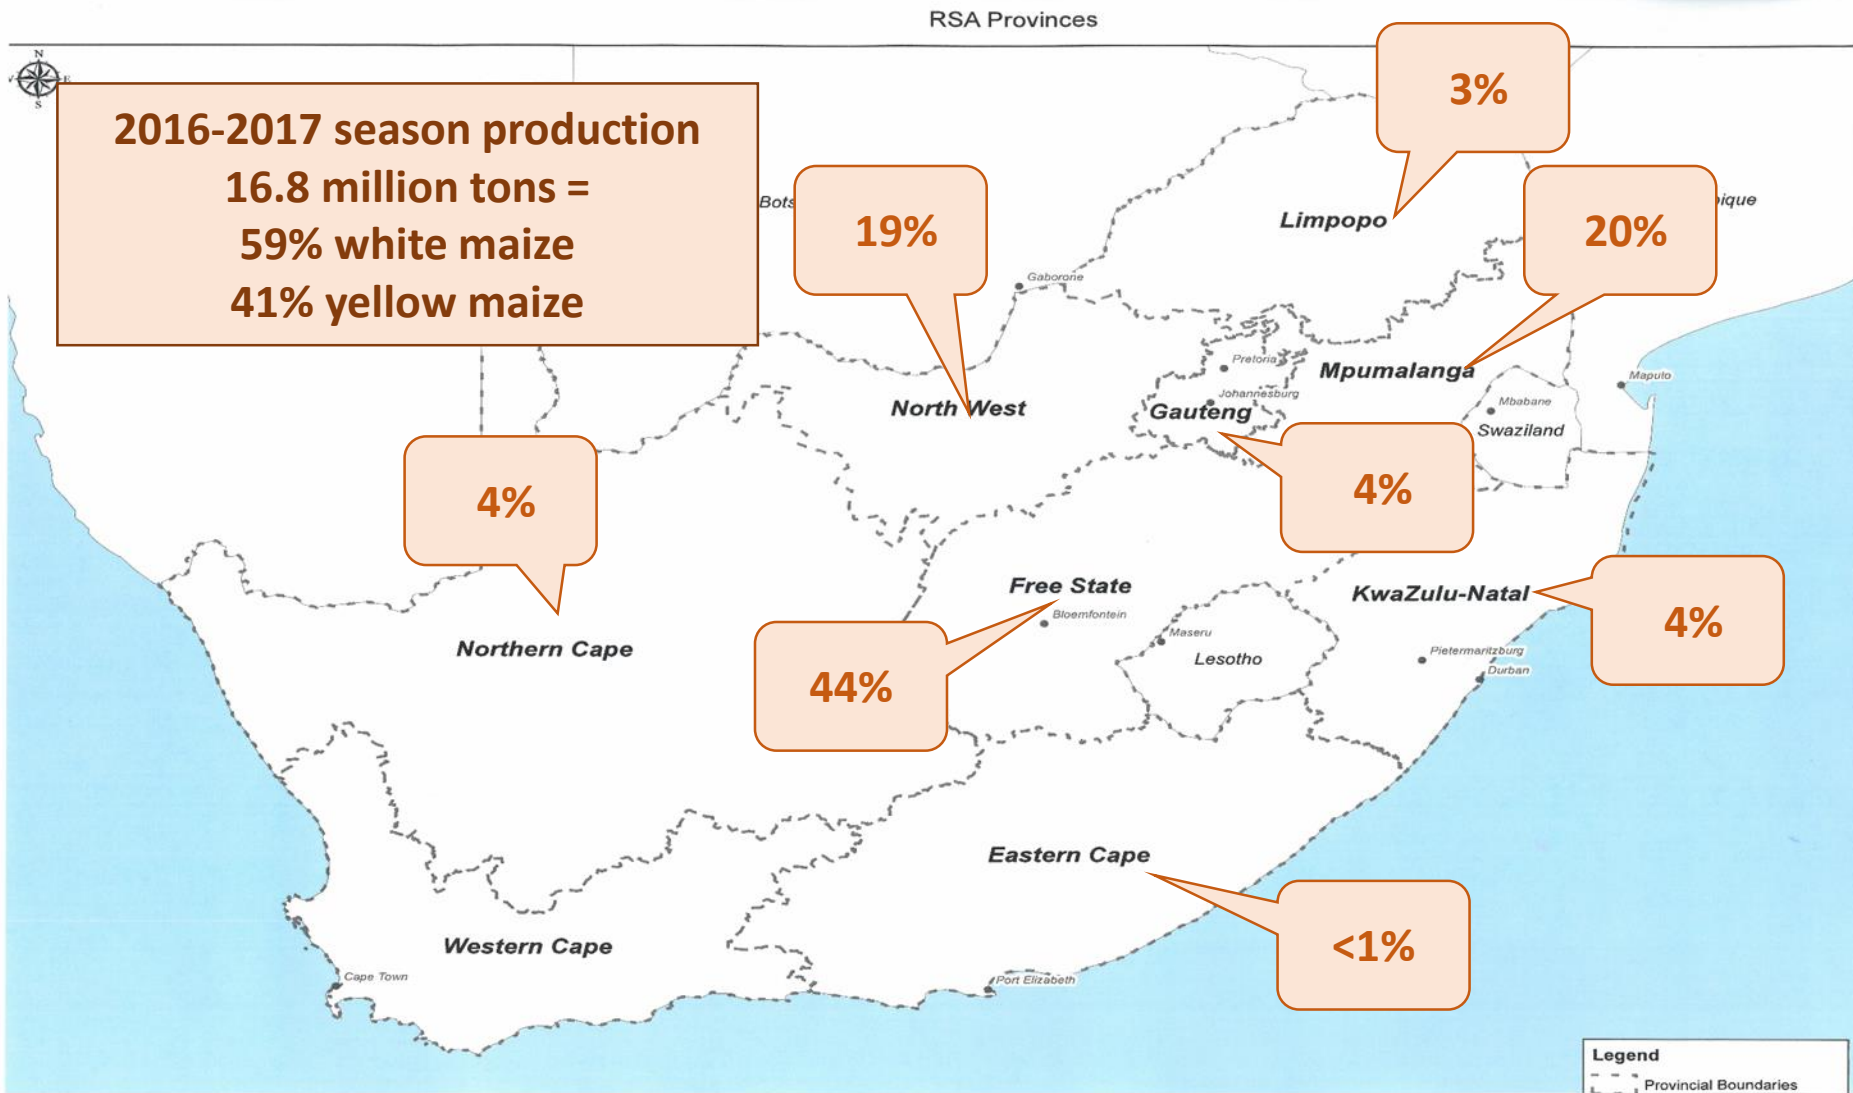 RSA Provinces
N
E
S
2016-2017 season production
16.8 million tons =
59% white maize
41% yellow maize
3%
Bots
19%
Limpopo
20%
ique
Gaborone
Pretoria
Mpumalanga
Maputo
Johannesburg
North West
Gauteng
Mbabane
Swaziland
4%
4%
Free State
KwaZulu-Natal
Bloemfontein
4%
Maseru
Northern Cape
Lesotho
Pietermaritzburg
Durban
44%
Eastern Cape
Western Cape
<1%
Cape Town
Port Elizabeth
Legend
Provincial Boundaries